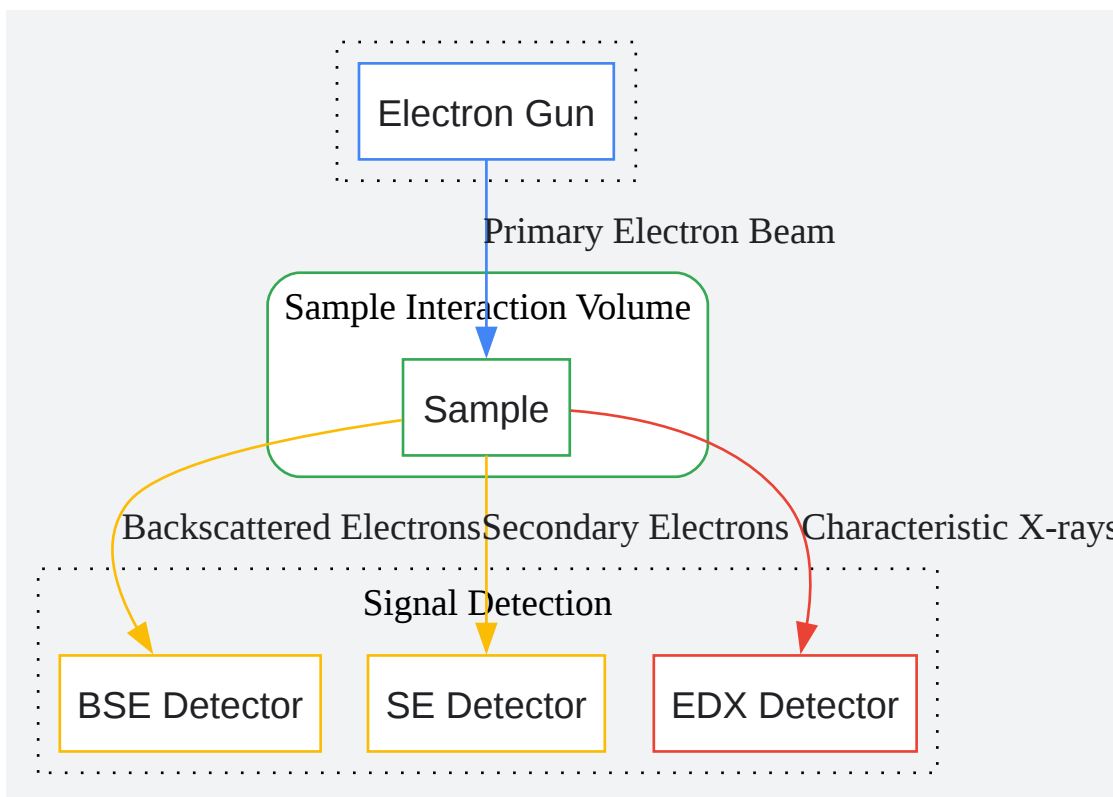 Electron Gun
Primary Electron Beam
Sample Interaction Volume
Sample
Backscattered Electrons
Secondary Electrons
Characteristic X-rays
Signal Detection
BSE Detector
SE Detector
EDX Detector